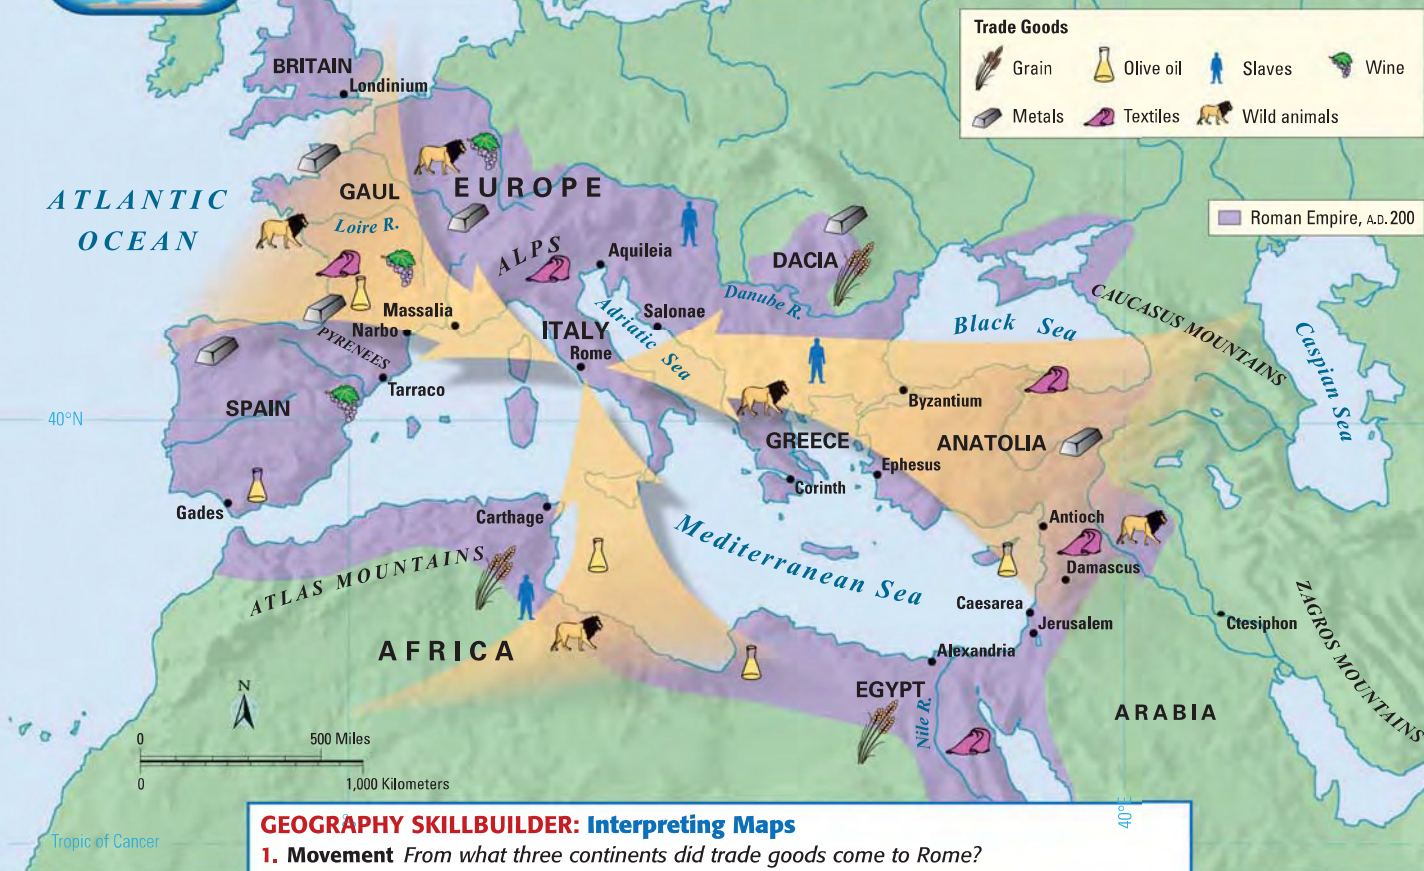 Trade Goods
Grain
Olive oil
Slaves
Wine
Metals
Textiles
Wild animals
Roman Empire, A.D. 200
BRITAIN
Londinium
ATLANTIC
OCEAN
GAUL
Loire R.
EUROPE
ALPS
Aquileia
DACIA
Danube R.
Massalia
Narbo
PYRENEES
Tarraco
ITALY
Rome
Adriatic Sea
Salonae
Black Sea
CAUCASUS MOUNTAINS
Caspian Sea
40°N
SPAIN
Gades
Byzantium
GREECE
ANATOLIA
Ephesus
Corinth
Carthage
Antioch
Damascus
Mediterranean Sea
ATLAS MOUNTAINS
Caesarea
Jerusalem
Ctesiphon
ZAGROS MOUNTAINS
AFRICA
Alexandria
EGYPT
Nile R.
ARABIA
N
0 500 Miles
0 1,000 Kilometers
40°E
Tropic of Cancer
GEOGRAPHY SKILLBUILDER: Interpreting Maps
1. Movement From what three continents did trade goods come to Rome?